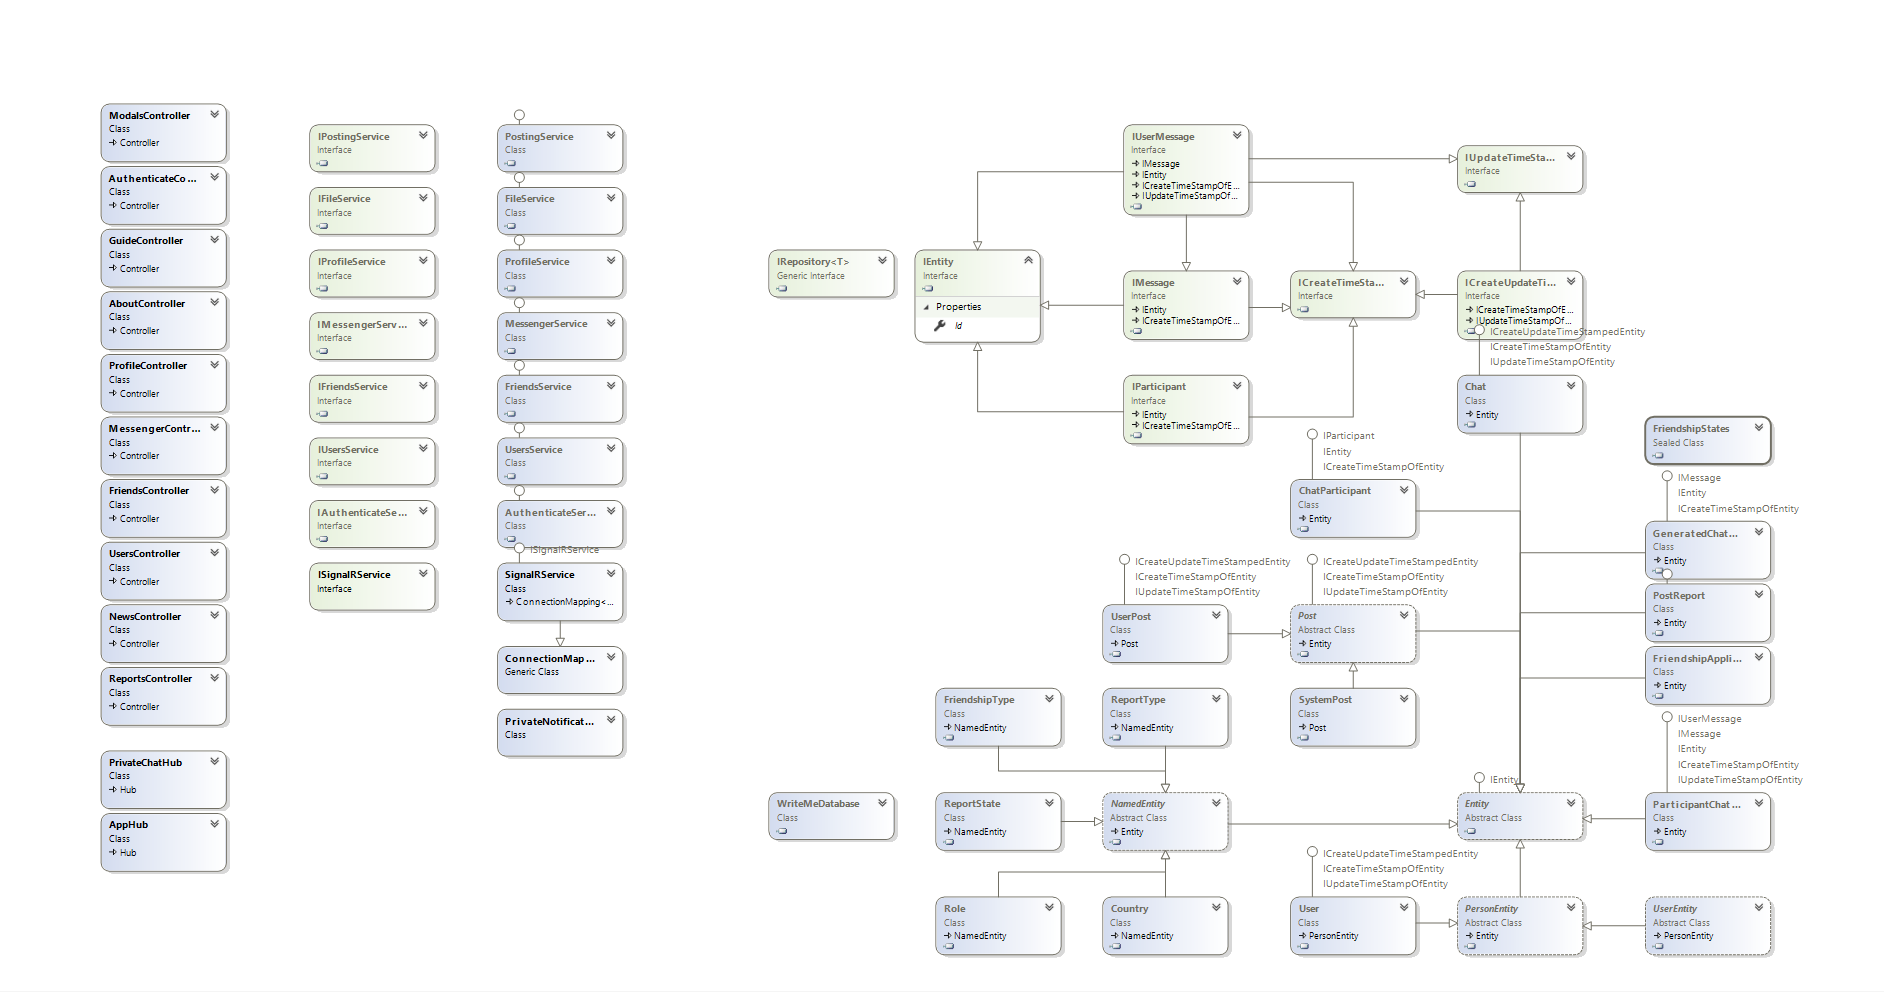 ModalsController
Class
Controller
AuthenticateCo...
Class
Controller
GuideController
Class
Controller
AboutController
Class
Controller
ProfileController
Class
Controller
MessengerContr...
Class
Controller
FriendsController
Class
Controller
UsersController
Class
Controller
NewsController
Class
Controller
ReportsController
Class
Controller
PrivateChatHub
Class
Hub
AppHub
Class
Hub
IPostingService
Interface
IFileService
Interface
IProfileService
Interface
IMessengerServ...
Interface
IFriendsService
Interface
IUsersService
Interface
IAuthenticateSe...
Interface
ISignalRService
Interface
PostingService
Class
FileService
Class
ProfileService
Class
MessengerService
Class
FriendsService
Class
UsersService
Class
AuthenticateSer...
Class
ISignalRService
SignalRService
Class
ConnectionMapping<...
ConnectionMap...
Generic Class
PrivateNotificat...
Class
IRepository<T>
Generic Interface
IEntity
Interface
Properties
Id
IUserMessage
Interface
IMessage
IEntity
ICreateTimeStampOfE...
IUpdateTimeStampOf...
IMessage
Interface
IEntity
ICreateTimeStampOfE...
IParticipant
Interface
IEntity
ICreateTimeStampOfE...
ICreateTimeSta...
Interface
IUpdateTimeSta...
Interface
ICreateUpdateTi...
Interface
ICreateTimeStampOfE...
IUpdateTimeStampOf...
ICreateUpdateTimeStampedEntity
ICreateTimeStampOfEntity
IUpdateTimeStampOfEntity
Chat
Class
Entity
IParticipant
IEntity
ICreateTimeStampOfEntity
ChatParticipant
Class
Entity
FriendshipStates
Sealed Class
IMessage
IEntity
ICreateTimeStampOfEntity
GeneratedChat...
Class
Entity
PostReport
Class
Entity
FriendshipAppli...
Class
Entity
ICreateUpdateTimeStampedEntity
ICreateTimeStampOfEntity
IUpdateTimeStampOfEntity
UserPost
Class
Post
ICreateUpdateTimeStampedEntity
ICreateTimeStampOfEntity
IUpdateTimeStampOfEntity
Post
Abstract Class
Entity
FriendshipType
Class
NamedEntity
ReportType
Class
NamedEntity
SystemPost
Class
Post
IUserMessage
IMessage
IEntity
ICreateTimeStampOfEntity
IUpdateTimeStampOfEntity
WriteMeDatabase
Class
ReportState
Class
NamedEntity
NamedEntity
Abstract Class
Entity
IEntity
Entity
Abstract Class
ParticipantChat...
Class
Entity
ICreateUpdateTimeStampedEntity
ICreateTimeStampOfEntity
IUpdateTimeStampOfEntity
Role
Class
NamedEntity
Country
Class
NamedEntity
User
Class
PersonEntity
PersonEntity
Abstract Class
Entity
UserEntity
Abstract Class
PersonEntity